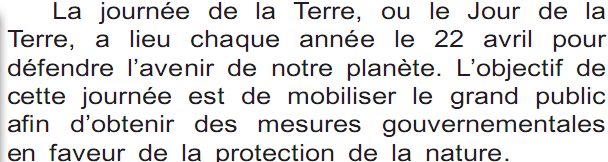 La journée de la Terre, ou le Jour de la
Terre, a lieu chaque année le 22 avril pour
défendre l’avenir de notre planète. L’objectif de
cette journée est de mobiliser le grand public
afin d’obtenir des mesures gouvernementales
en faveur de la protection de la nature.